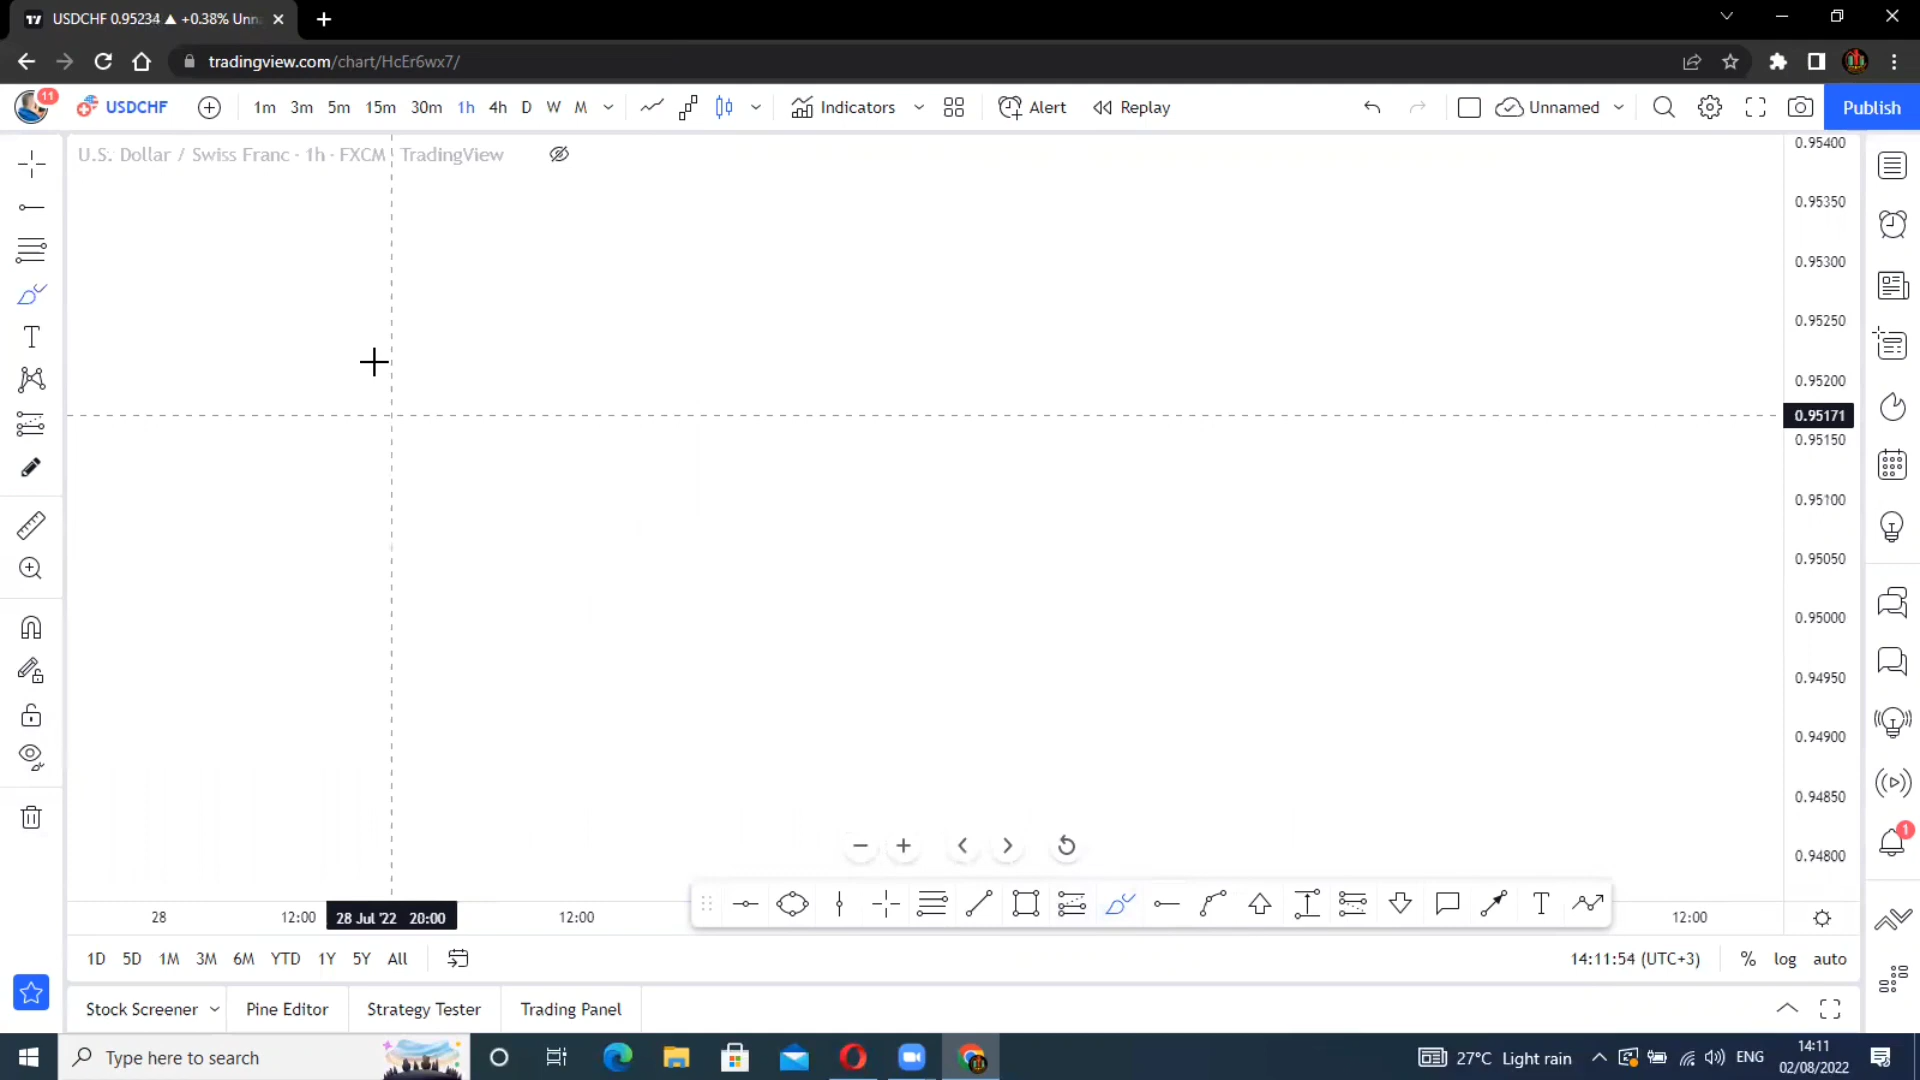 USDCHF 0.95234 ▲ +0.38% Unn
tradingview.com/chart/HcEr6wx7/
11
USDCHF
1m 3m 5m 15m 30m 1h 4h D W M
Indicators
Alert
Replay
Unnamed
Publish
U.S. Dollar / Swiss Franc · 1h · FXCM TradingView
0.95400
0.95350
0.95300
0.95250
0.95200
0.95171
0.95150
0.95100
0.95050
0.95000
0.94950
0.94900
0.94850
0.94800
1
28 12:00 28 Jul '22 20:00 12:00 12:00
1D 5D 1M 3M 6M YTD 1Y 5Y All
14:11:54 (UTC+3) % log auto
Stock Screener Pine Editor Strategy Tester Trading Panel
Type here to search
27°C Light rain
ENG
14:11
02/08/2022